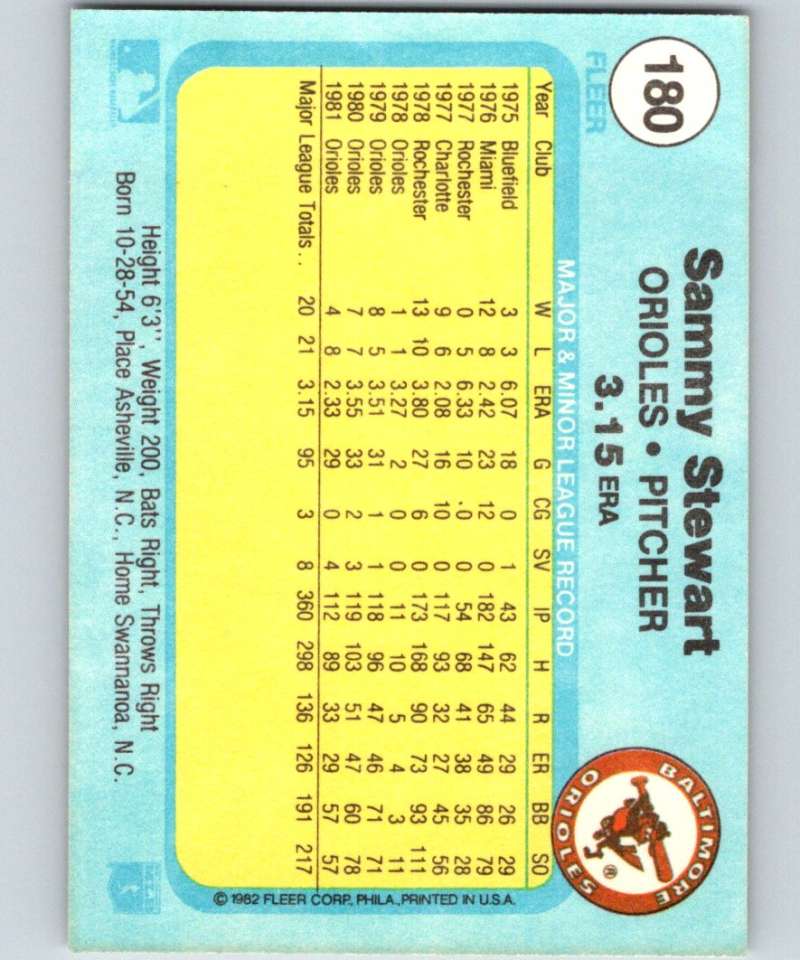 180
FLEER
Sammy Stewart
ORIOLES • PITCHER
3.15 ERA
BALTIMORE ORIOLES ®
MAJOR & MINOR LEAGUE RECORD
Year Club W L ERA G CG SV IP H R ER BB SO
1975 Bluefield 3 3 6.07 18 0 1 43 62 44 29 26 29
1976 Miami 12 8 2.42 23 12 0 182 147 65 49 86 79
1977 Rochester 0 5 6.33 10 0 0 54 68 41 38 35 28
1977 Charlotte 9 6 2.08 16 10 0 117 93 32 27 45 56
1978 Rochester 13 10 3.80 27 6 0 173 168 90 73 93 111
1978 Orioles 1 1 3.27 2 0 0 11 10 5 4 3 11
1979 Orioles 8 5 3.51 31 1 1 118 96 47 46 71 71
1980 Orioles 7 7 3.55 33 2 3 119 103 51 47 60 78
1981 Orioles 4 8 2.33 29 0 4 112 89 33 29 57 57
Major League Totals.. 20 21 3.15 95 3 8 360 298 136 126 191 217
© 1982 FLEER CORP., PHILA., PRINTED IN U.S.A.
Height 6'3'', Weight 200, Bats Right, Throws Right
Born 10-28-54, Place Asheville, N.C., Home Swannanoa, N.C.